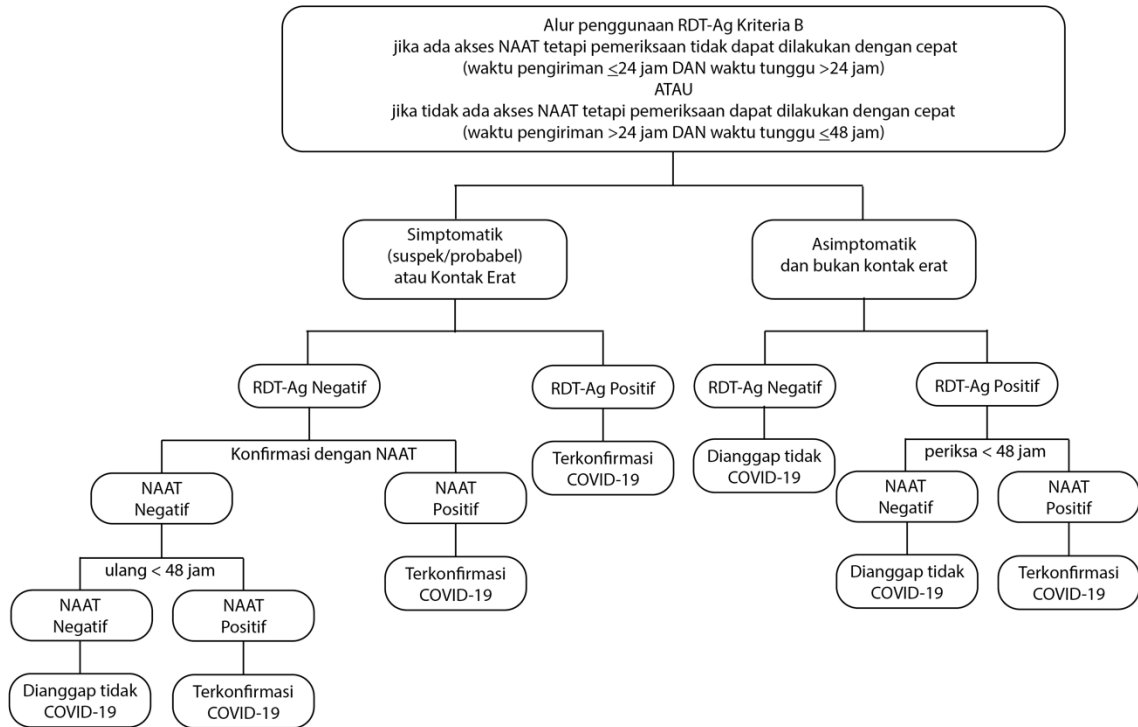 Alur penggunaan RDT-Ag Kriteria B
jika ada akses NAAT tetapi pemeriksaan tidak dapat dilakukan dengan cepat
(waktu pengiriman ≤24 jam DAN waktu tunggu >24 jam)
ATAU
jika tidak ada akses NAAT tetapi pemeriksaan dapat dilakukan dengan cepat
(waktu pengiriman >24 jam DAN waktu tunggu ≤48 jam)
Simptomatik
(suspek/probabel)
atau Kontak Erat
Asimptomatik
dan bukan kontak erat
RDT-Ag Negatif
RDT-Ag Positif
RDT-Ag Negatif
RDT-Ag Positif
Konfirmasi dengan NAAT
Terkonfirmasi
COVID-19
Dianggap tidak
COVID-19
periksa < 48 jam
NAAT
Negatif
NAAT
Positif
NAAT
Negatif
NAAT
Positif
ulang < 48 jam
Terkonfirmasi
COVID-19
Dianggap tidak
COVID-19
Terkonfirmasi
COVID-19
NAAT
Negatif
NAAT
Positif
Dianggap tidak
COVID-19
Terkonfirmasi
COVID-19